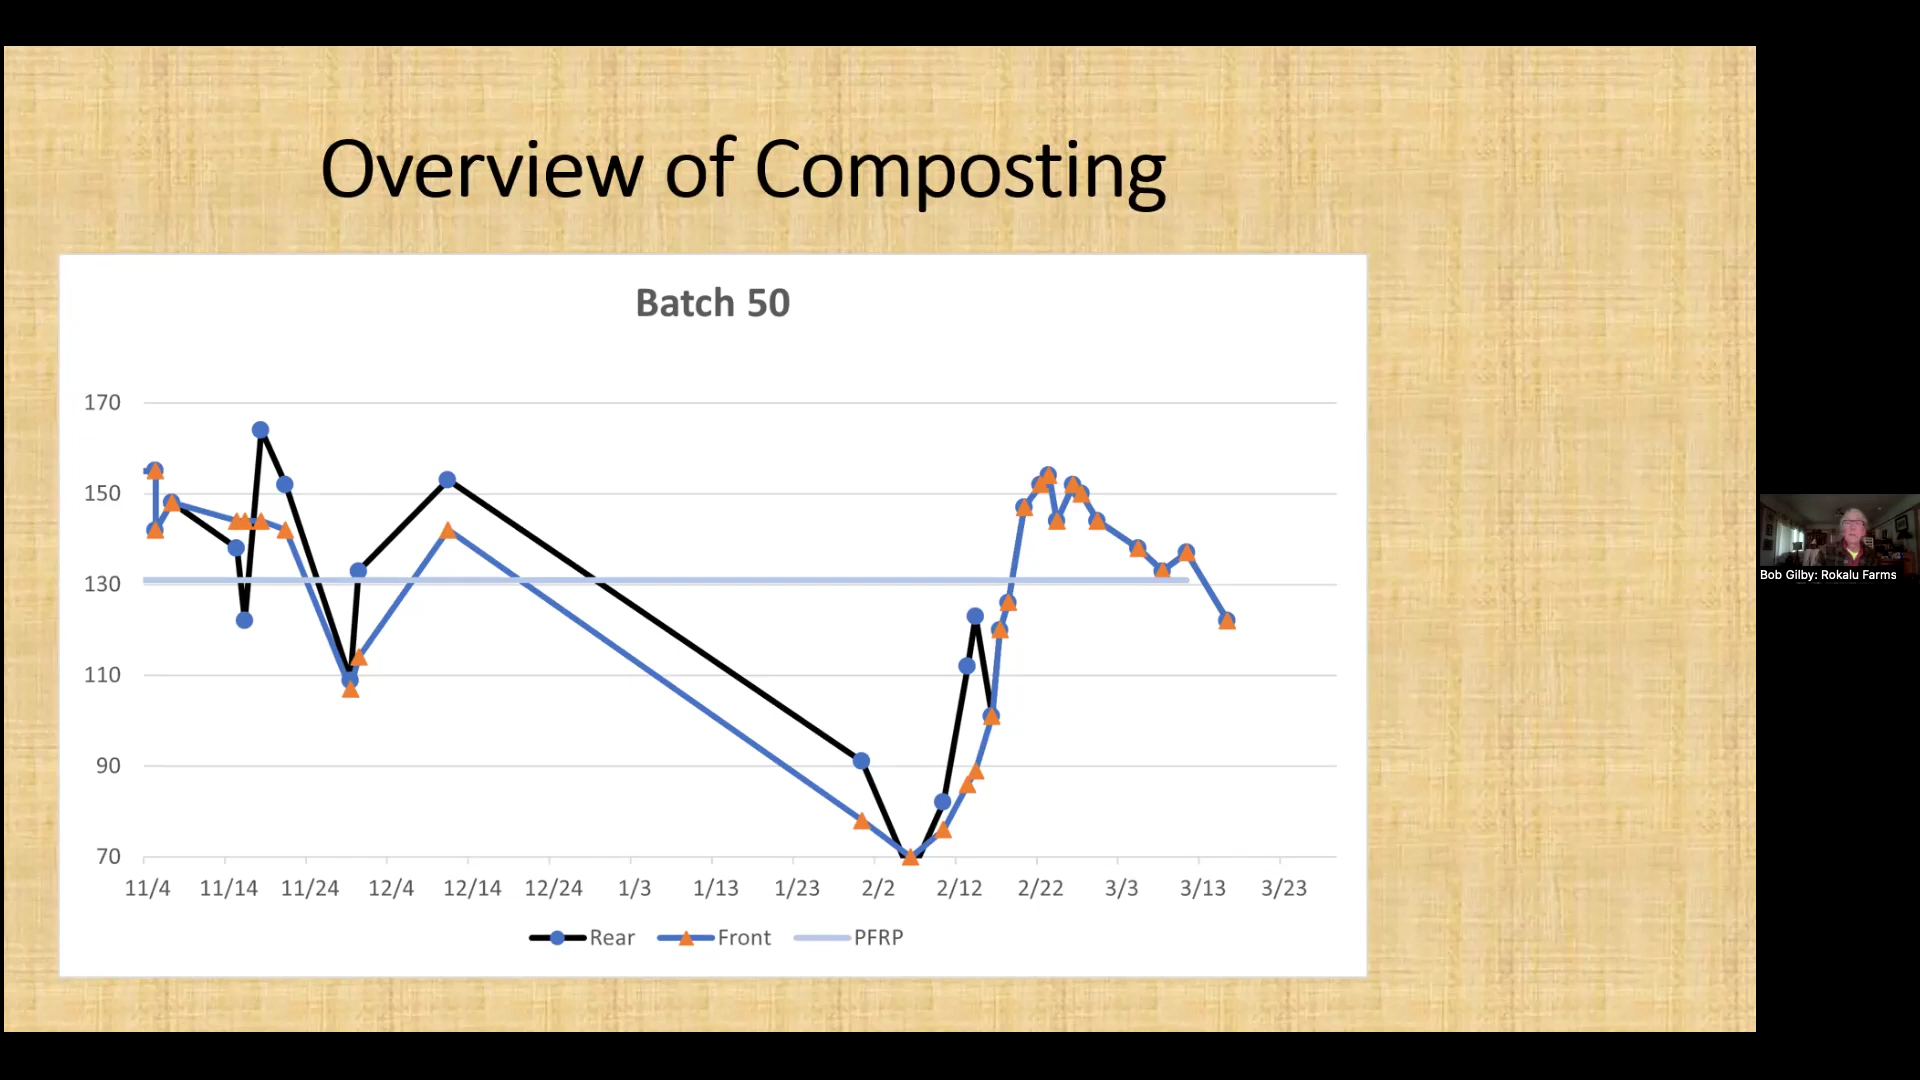 Overview of Composting
Batch 50
170
150
130
110
90
70
11/4 11/14 11/24 12/4 12/14 12/24 1/3 1/13 1/23 2/2 2/12 2/22 3/3 3/13 3/23
Rear Front PFRP
Bob Gilby: Rokalu Farms